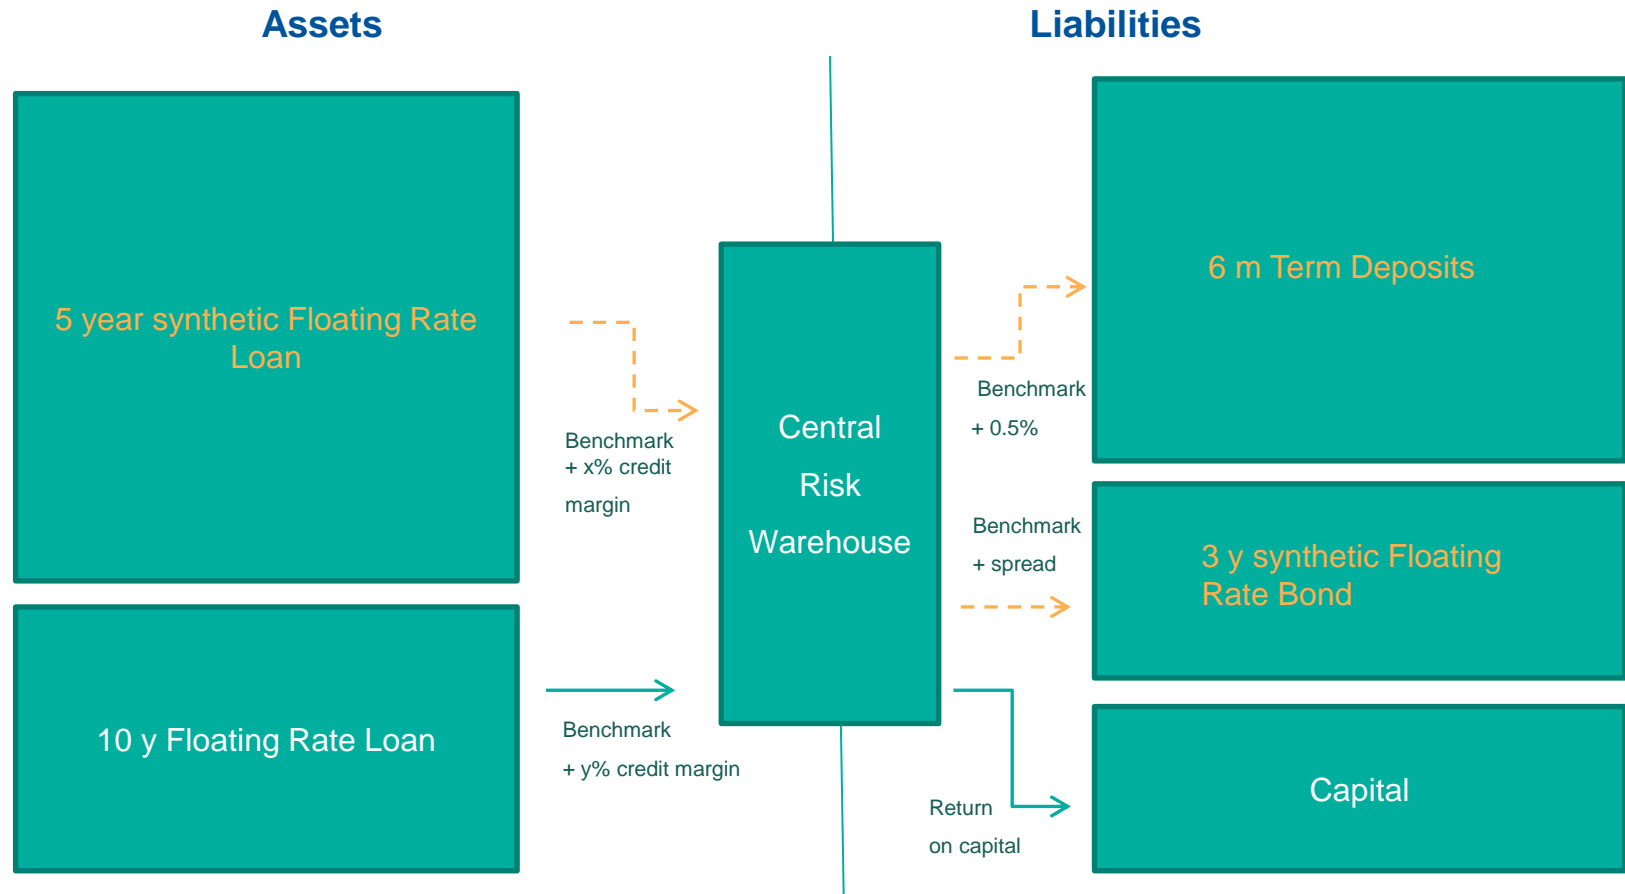 Assets
Liabilities
5 year synthetic Floating Rate
Loan
Benchmark
+ x% credit
margin
10 y Floating Rate Loan
Benchmark
+ y% credit margin
Central
Risk
Warehouse
Benchmark
+ 0.5%
6 m Term Deposits
Benchmark
+ spread
3 y synthetic Floating
Rate Bond
Return
on capital
Capital